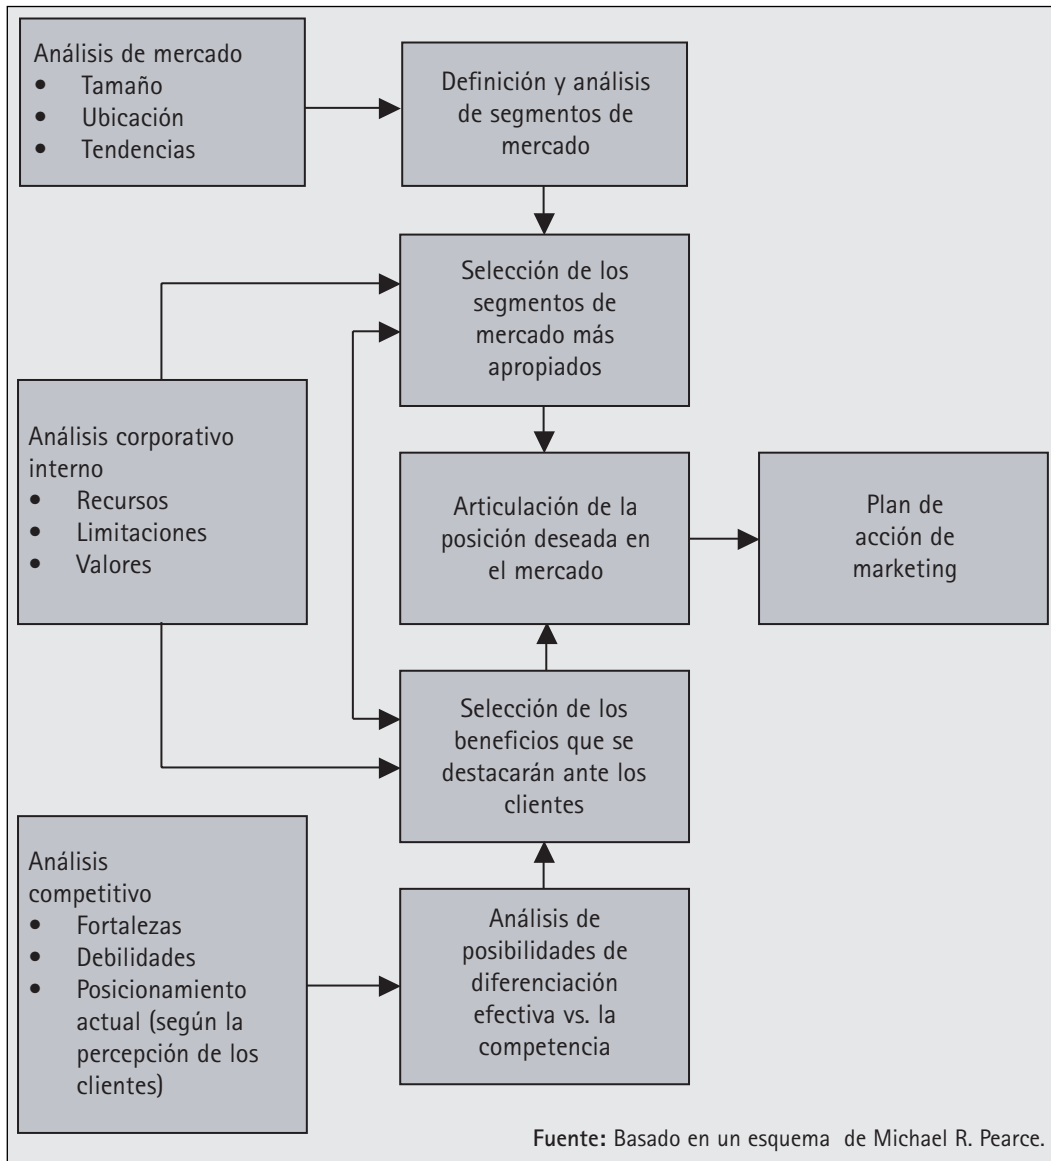 Análisis de mercado
• Tamaño
• Ubicación
• Tendencias
Definición y análisis
de segmentos de
mercado
Selección de los
segmentos de
mercado más
apropiados
Análisis corporativo
interno
• Recursos
• Limitaciones
• Valores
Articulación de la
posición deseada en
el mercado
Plan de
acción de
marketing
Selección de los
beneficios que se
destacarán ante los
clientes
Análisis
competitivo
• Fortalezas
• Debilidades
• Posicionamiento
actual (según la
percepción de los
clientes)
Análisis de
posibilidades de
diferenciación
efectiva vs. la
competencia
Fuente: Basado en un esquema de Michael R. Pearce.